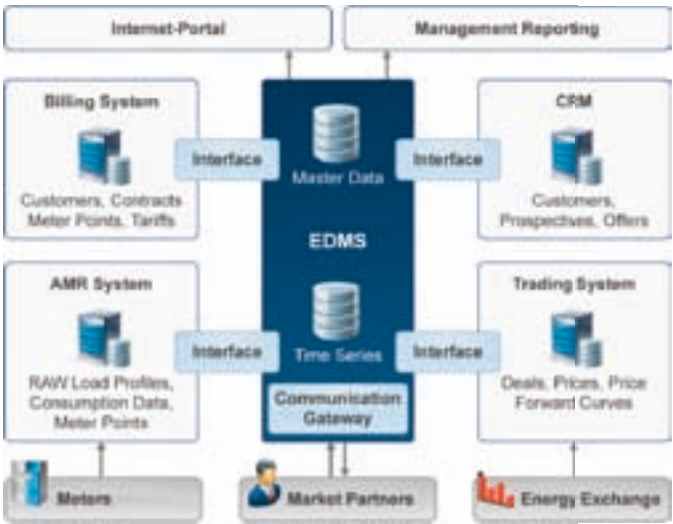 Internet-Portal
Management Reporting
Billing System
Customers, Contracts
Meter Points, Tariffs
Interface
Master Data
Interface
CRM
Customers,
Prospectives, Offers
EDMS
AMR System
RAW Load Profiles,
Consumption Data,
Meter Points
Interface
Time Series
Interface
Trading System
Deals, Prices, Price
Forward Curves
Communication
Gateway
Meters
Market Partners
Energy Exchange